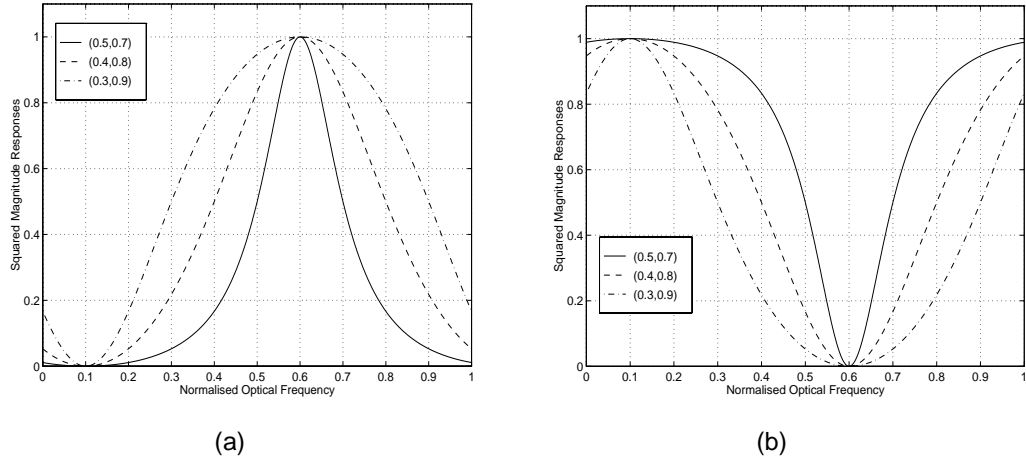 Squared Magnitude Responses
1
0.8
0.6
0.4
0.2
0
(0.5,0.7)
(0.4,0.8)
(0.3,0.9)
0 0.1 0.2 0.3 0.4 0.5 0.6 0.7 0.8 0.9 1
Normalised Optical Frequency
(a)
Squared Magnitude Responses
1
0.8
0.6
0.4
0.2
0
(0.5,0.7)
(0.4,0.8)
(0.3,0.9)
0 0.1 0.2 0.3 0.4 0.5 0.6 0.7 0.8 0.9 1
Normalised Optical Frequency
(b)